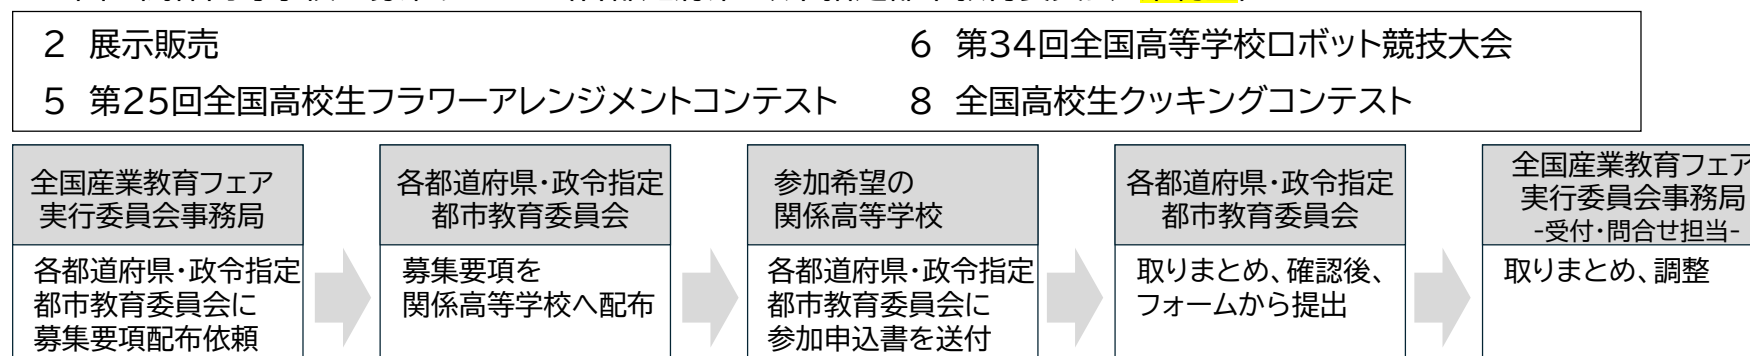 2 展示販売
6 第34回全国高等学校ロボット競技大会
5 第25回全国高校生フラワーアレンジメントコンテスト
8 全国高校生クッキングコンテスト
全国産業教育フェア
実行委員会事務局
各都道府県・政令指定
都市教育委員会に
募集要項配布依頼
各都道府県・政令指定
都市教育委員会
募集要項を
関係高等学校へ配布
参加希望の
関係高等学校
各都道府県・政令指定
都市教育委員会に
参加申込書を送付
各都道府県・政令指定
都市教育委員会
取りまとめ、確認後、
フォームから提出
全国産業教育フェア
実行委員会事務局
-受付・問合せ担当-
取りまとめ、調整